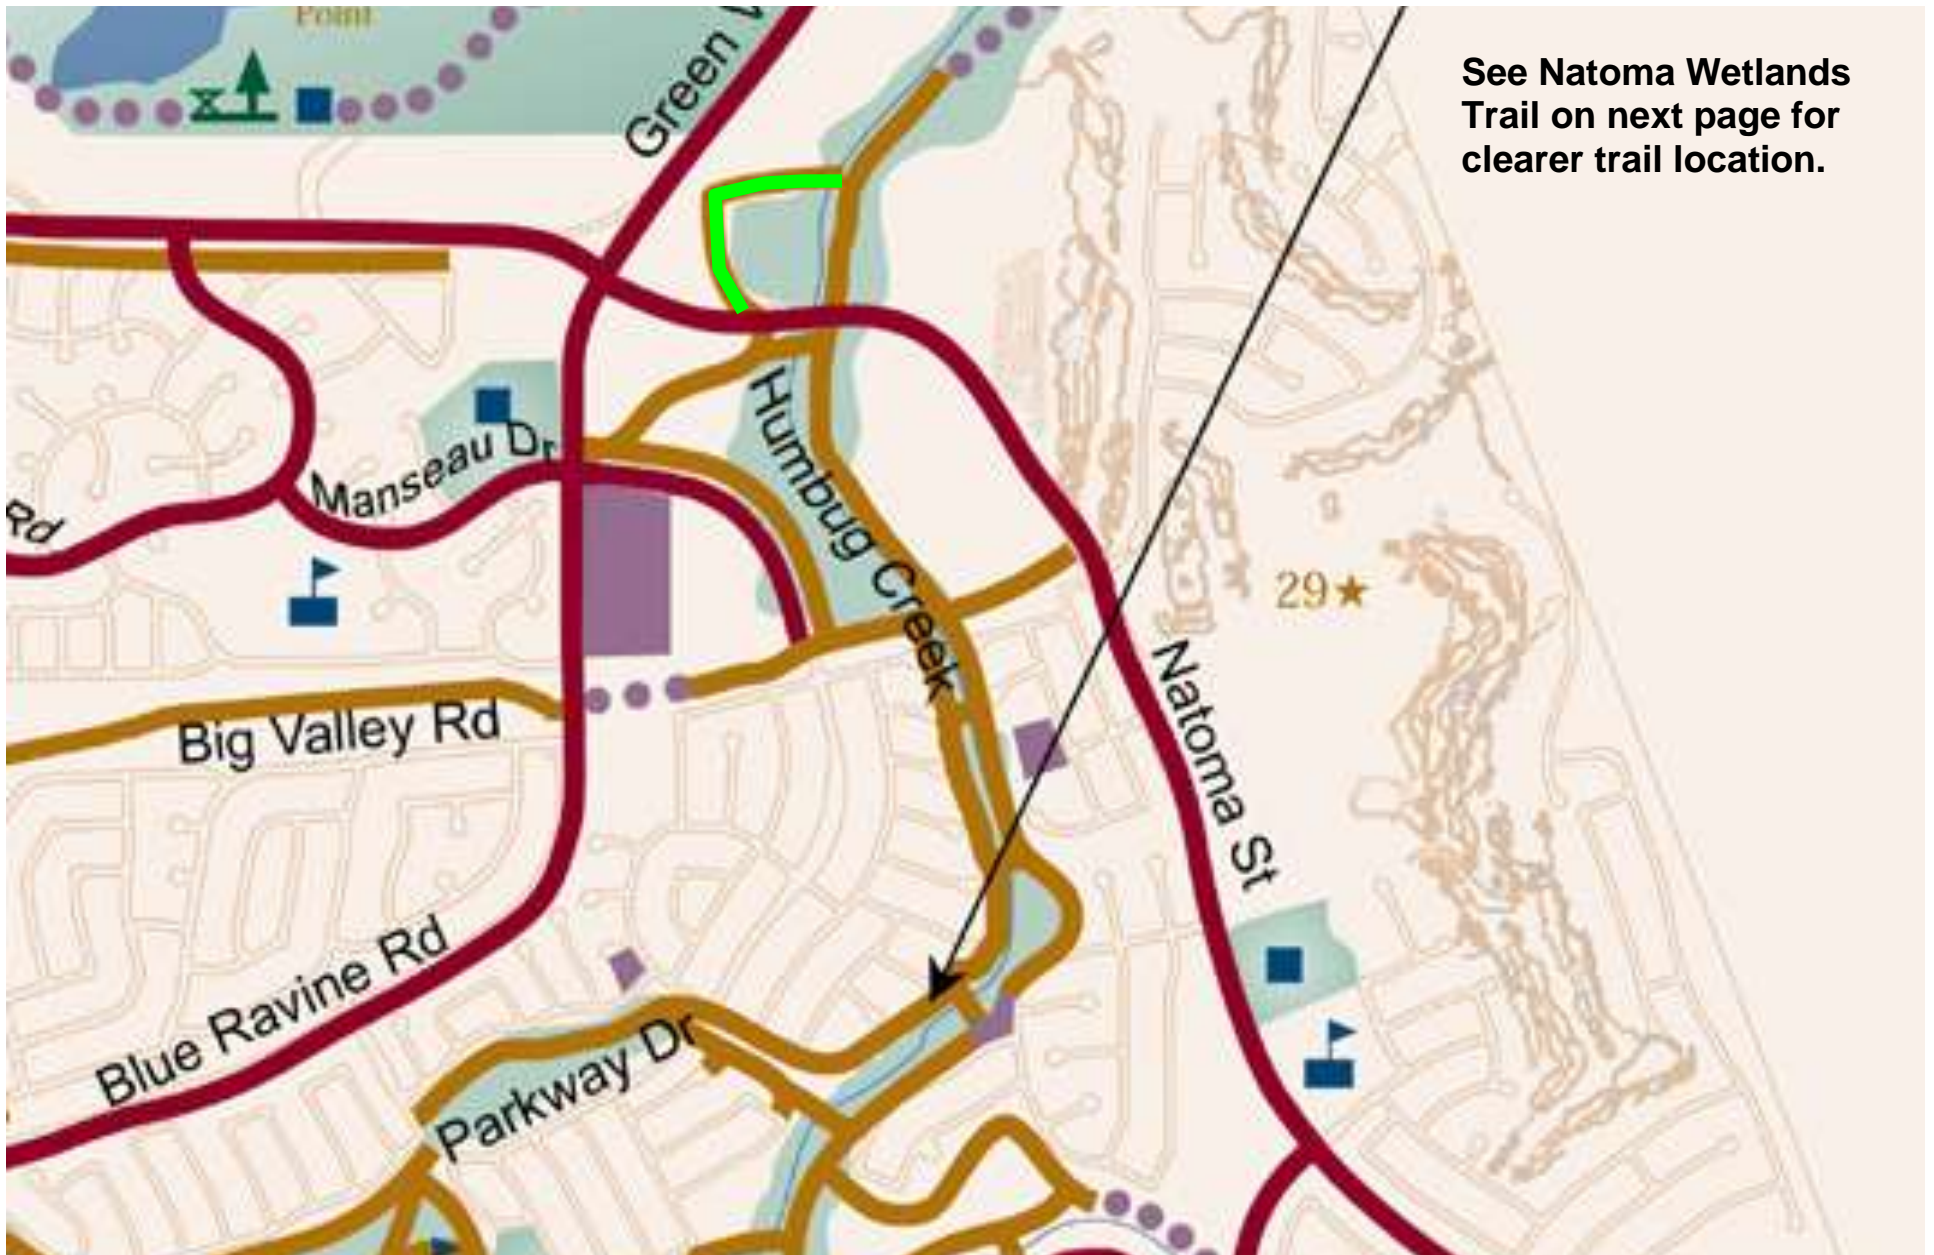 Point
Green
See Natoma Wetlands
Trail on next page for
clearer trail location.
Manseau Dr
Rd
Humbug Creek
29
Big Valley Rd
Natoma St
Blue Ravine Rd
Parkway Dr